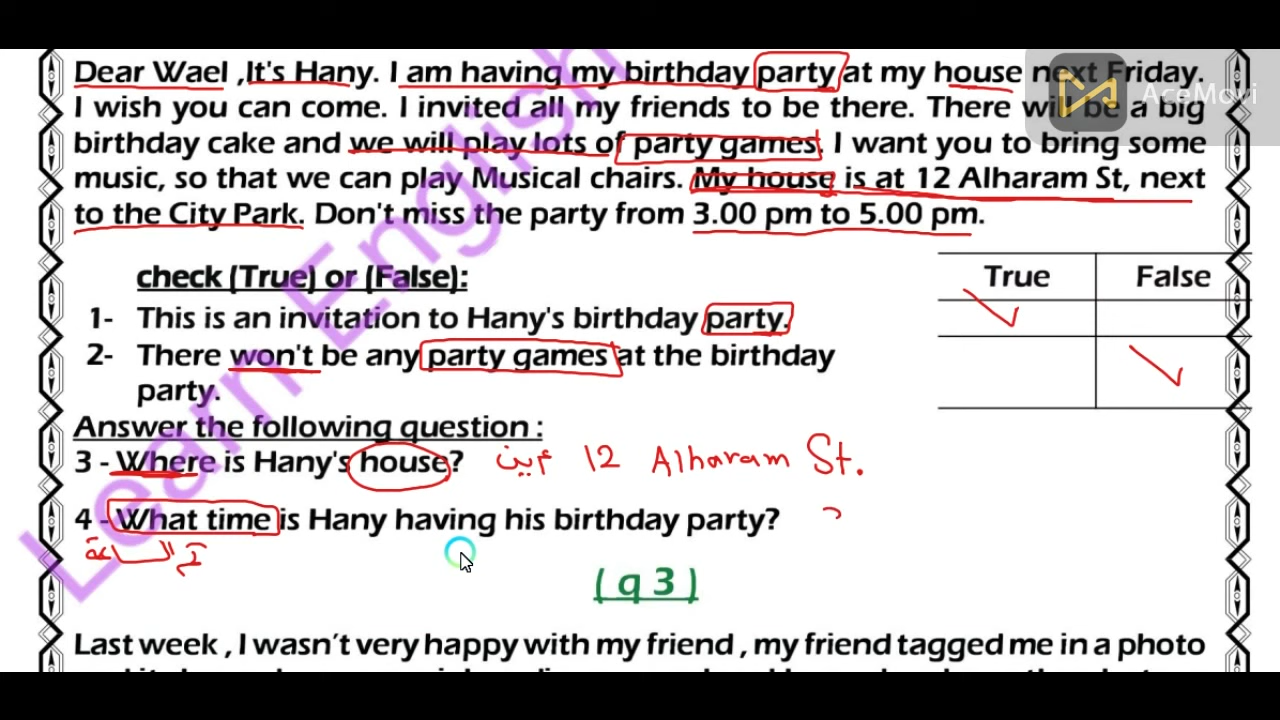 Dear Wael ,It's Hany. I am having my birthday party at my house next Friday.
I wish you can come. I invited all my friends to be there. There will be a big
birthday cake and we will play lots of party games. I want you to bring some
music, so that we can play Musical chairs. My house is at 12 Alharam St, next
to the City Park. Don't miss the party from 3.00 pm to 5.00 pm.
AceMovi
check (True) or (False):
True False
1- This is an invitation to Hany's birthday party.
2- There won't be any party games at the birthday
party.
Answer the following question :
3 - Where is Hany's house? أين 12 Alharam St.
4 - What time is Hany having his birthday party?
كم الساعة
( q 3 )
Last week , I wasn't very happy with my friend , my friend tagged me in a photo
Learn English